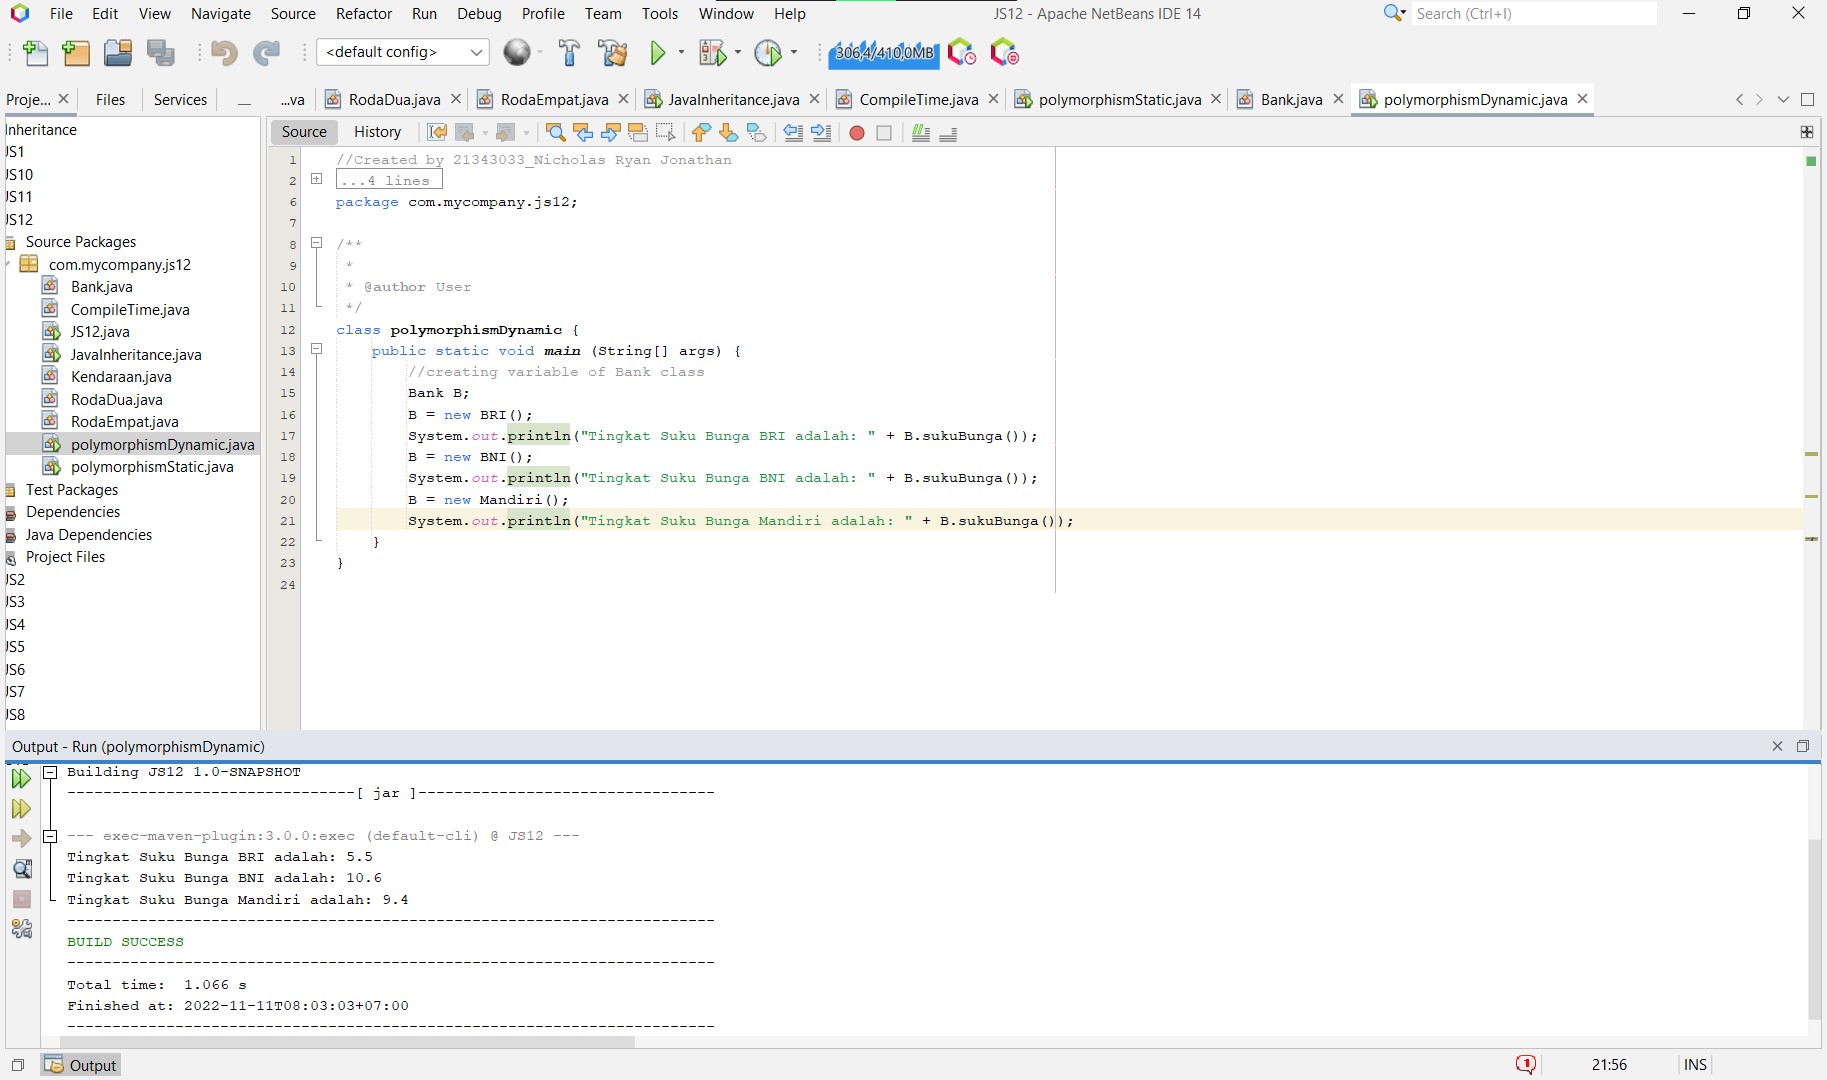 File Edit View Navigate Source Refactor Run Debug Profile Team Tools Window Help JS12 - Apache NetBeans IDE 14 Search (Ctrl+I)
<default config> 306,4/410,0MB
Proje... Files Services ...va RodaDua.java RodaEmpat.java JavaInheritance.java CompileTime.java polymorphismStatic.java Bank.java polymorphismDynamic.java
Inheritance
JS1
JS10
JS11
JS12
Source Packages
com.mycompany.js12
Bank.java
CompileTime.java
JS12.java
JavaInheritance.java
Kendaraan.java
RodaDua.java
RodaEmpat.java
polymorphismDynamic.java
polymorphismStatic.java
Test Packages
Dependencies
Java Dependencies
Project Files
JS2
JS3
JS4
JS5
JS6
JS7
JS8
Source History
1 //Created by 21343033_Nicholas Ryan Jonathan
2 ...4 lines
6 package com.mycompany.js12;
7
8 /**
9 *
10 * @author User
11 */
12 class polymorphismDynamic {
13 public static void main (String[] args) {
14 //creating variable of Bank class
15 Bank B;
16 B = new BRI();
17 System.out.println("Tingkat Suku Bunga BRI adalah: " + B.sukuBunga());
18 B = new BNI();
19 System.out.println("Tingkat Suku Bunga BNI adalah: " + B.sukuBunga());
20 B = new Mandiri();
21 System.out.println("Tingkat Suku Bunga Mandiri adalah: " + B.sukuBunga());
22 }
23 }
24
Output - Run (polymorphismDynamic)
Building JS12 1.0-SNAPSHOT
--------------------------------[ jar ]---------------------------------
--- exec-maven-plugin:3.0.0:exec (default-cli) @ JS12 ---
Tingkat Suku Bunga BRI adalah: 5.5
Tingkat Suku Bunga BNI adalah: 10.6
Tingkat Suku Bunga Mandiri adalah: 9.4
------------------------------------------------------------------------
BUILD SUCCESS
------------------------------------------------------------------------
Total time:  1.066 s
Finished at: 2022-11-11T08:03:03+07:00
------------------------------------------------------------------------
Output 1 21:56 INS